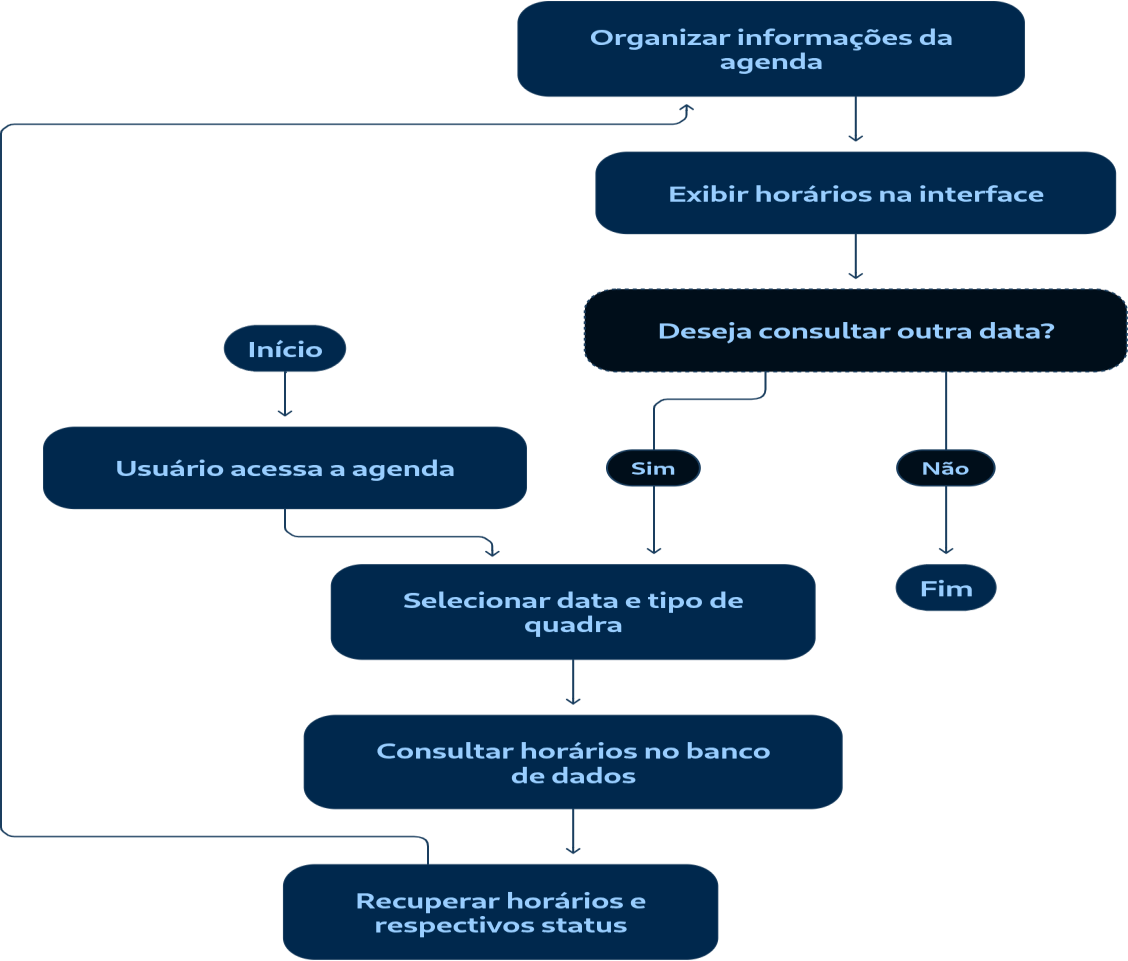 Organizar informações da
agenda
Exibir horários na interface
Deseja consultar outra data?
Início
Usuário acessa a agenda
Sim
Não
Fim
Selecionar data e tipo de
quadra
Consultar horários no banco
de dados
Recuperar horários e
respectivos status